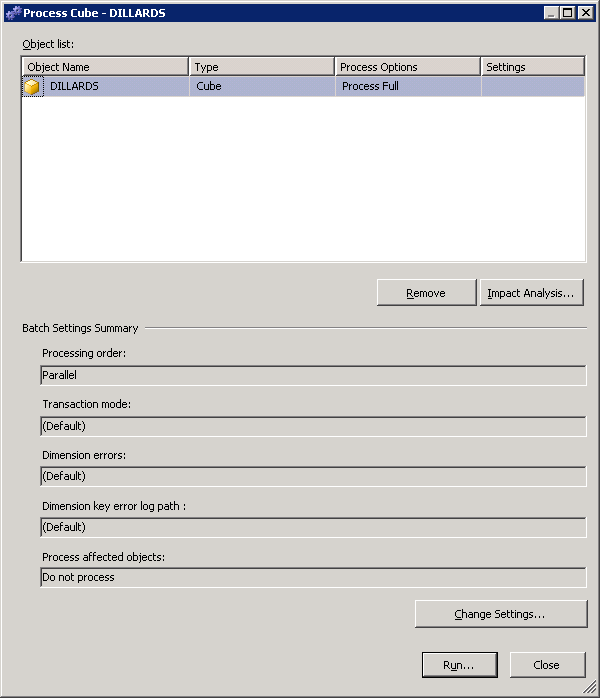 Process Cube - DILLARDS
Object list:
Object Name Type Process Options Settings
DILLARDS Cube Process Full
Remove Impact Analysis...
Batch Settings Summary
Processing order:
Parallel
Transaction mode:
(Default)
Dimension errors:
(Default)
Dimension key error log path :
(Default)
Process affected objects:
Do not process
Change Settings...
Run... Close